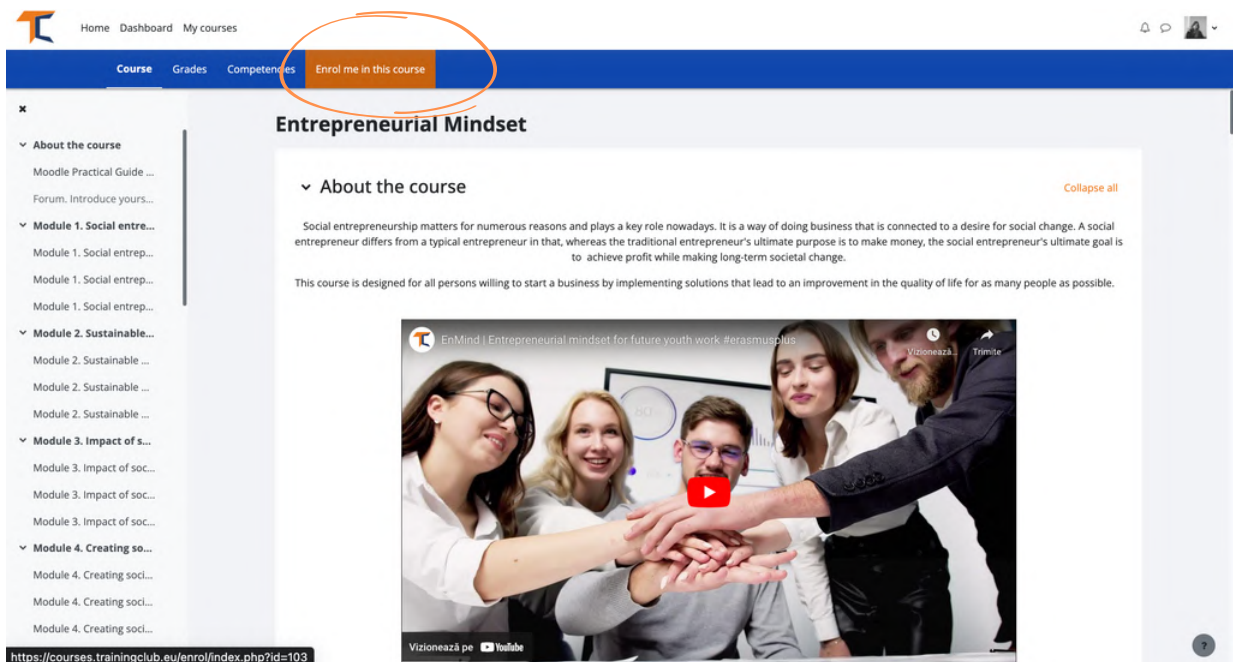 Home Dashboard My courses
Course Grades Competencies Enrol me in this course
Entrepreneurial Mindset
About the course
Collapse all
Social entrepreneurship matters for numerous reasons and plays a key role nowadays. It is a way of doing business that is connected to a desire for social change. A social
entrepreneur differs from a typical entrepreneur in that, whereas the traditional entrepreneur's ultimate purpose is to make money, the social entrepreneur's ultimate goal is
to achieve profit while making long-term societal change.
This course is designed for all persons willing to start a business by implementing solutions that lead to an improvement in the quality of life for as many people as possible.
EnMind | Entrepreneurial mindset for future youth work #erasmusplus
Vizionează... Trimite
Vizionează pe YouTube
About the course
Moodle Practical Guide ...
Forum. Introduce yours...
Module 1. Social entre...
Module 1. Social entrep...
Module 1. Social entrep...
Module 1. Social entrep...
Module 2. Sustainable...
Module 2. Sustainable ...
Module 2. Sustainable ...
Module 2. Sustainable ...
Module 3. Impact of s...
Module 3. Impact of soc...
Module 3. Impact of soc...
Module 3. Impact of soc...
Module 4. Creating so...
Module 4. Creating soci...
Module 4. Creating soci...
Module 4. Creating soci...
https://courses.trainingclub.eu/enrol/index.php?id=103
?